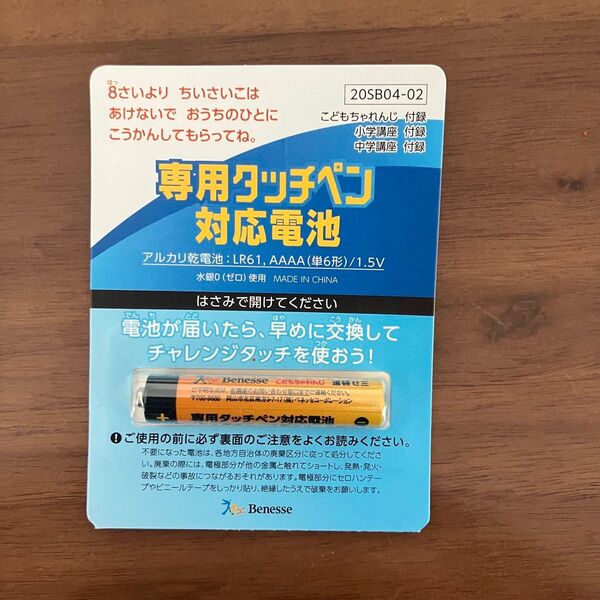 8さいより ちいさいこは
あけないで おうちのひとに
こうかんしてもらってね。
20SB04-02
こどもちゃれんじ 付録
小学講座 付録
中学講座 付録
専用タッチペン
対応電池
アルカリ乾電池:LR61, AAAA(単6形)/1.5V
水銀0(ゼロ)使用 MADE IN CHINA
はさみで開けてください
電池が届いたら、早めに交換して
チャレンジタッチを使おう!
Benesse こどもちゃれんじ 進研ゼミ
+ 専用タッチペン対応電池 −
!ご使用の前に必ず裏面のご注意をよくお読みください。
不要になった電池は、各地方自治体の廃棄区分に従って処分してください。
廃棄の際には、電極部分が他の金属と触れてショートし、発熱・発火・
破裂などの事故につながるおそれがあります。電極部分にセロハンテー
プやビニールテープをしっかり貼り、絶縁したうえで廃棄をお願いします。
Benesse